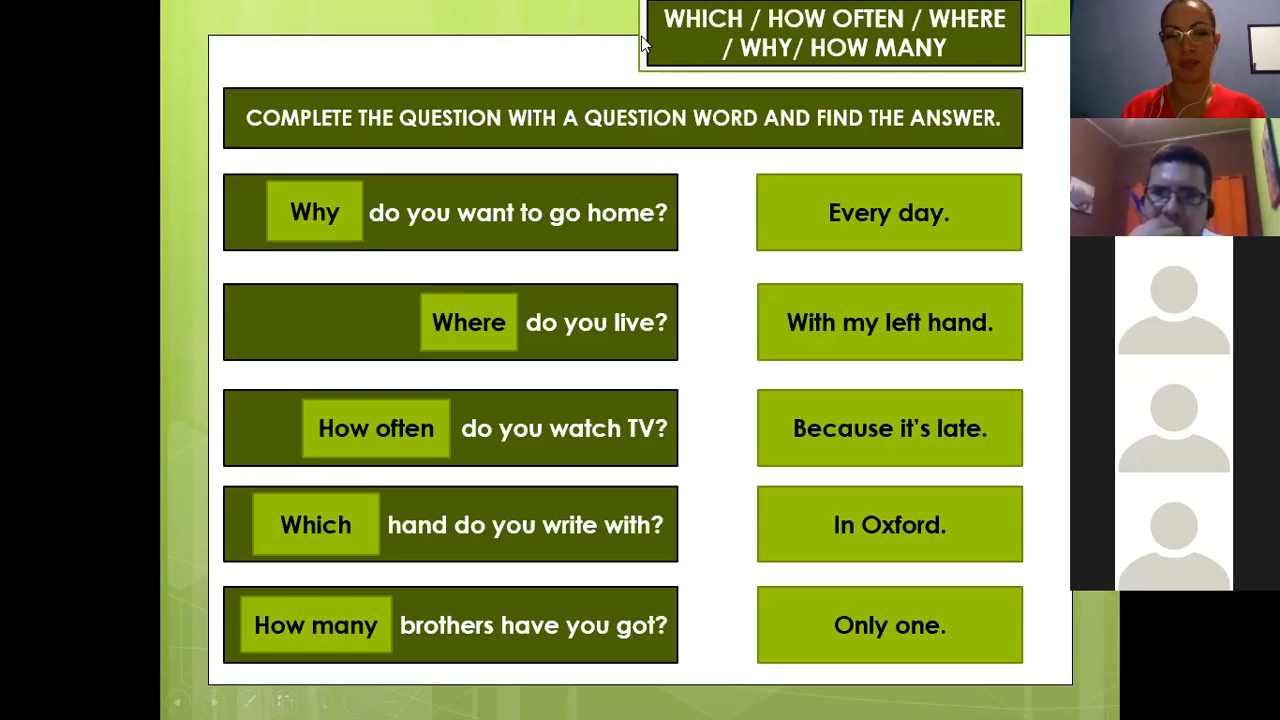 WHICH / HOW OFTEN / WHERE
/ WHY/ HOW MANY
COMPLETE THE QUESTION WITH A QUESTION WORD AND FIND THE ANSWER.
Why do you want to go home?
Every day.
Where do you live?
With my left hand.
How often do you watch TV?
Because it’s late.
Which hand do you write with?
In Oxford.
How many brothers have you got?
Only one.